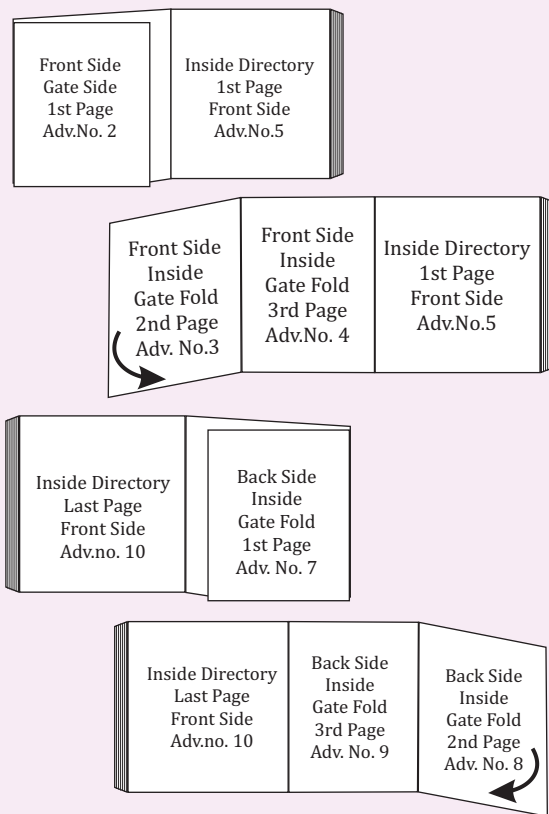 Front Side
Gate Side
1st Page
Adv.No. 2
Inside Directory
1st Page
Front Side
Adv.No.5
Front Side
Inside
Gate Fold
2nd Page
Adv. No.3
Front Side
Inside
Gate Fold
3rd Page
Adv.No. 4
Inside Directory
1st Page
Front Side
Adv.No.5
Inside Directory
Last Page
Front Side
Adv.no. 10
Back Side
Inside
Gate Fold
1st Page
Adv. No. 7
Inside Directory
Last Page
Front Side
Adv.no. 10
Back Side
Inside
Gate Fold
3rd Page
Adv. No. 9
Back Side
Inside
Gate Fold
2nd Page
Adv. No. 8